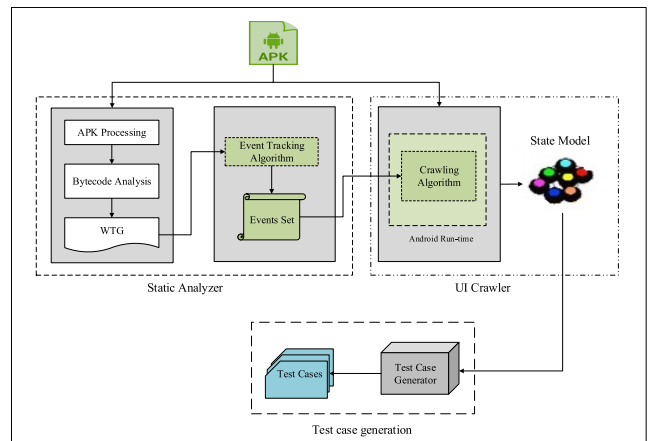 APK
APK Processing
Bytecode Analysis
WTG
Event Tracking
Algorithm
Events Set
Static Analyzer
Crawling
Algorithm
Android Run-time
State Model
UI Crawler
Test Cases
Test Case
Generator
Test case generation